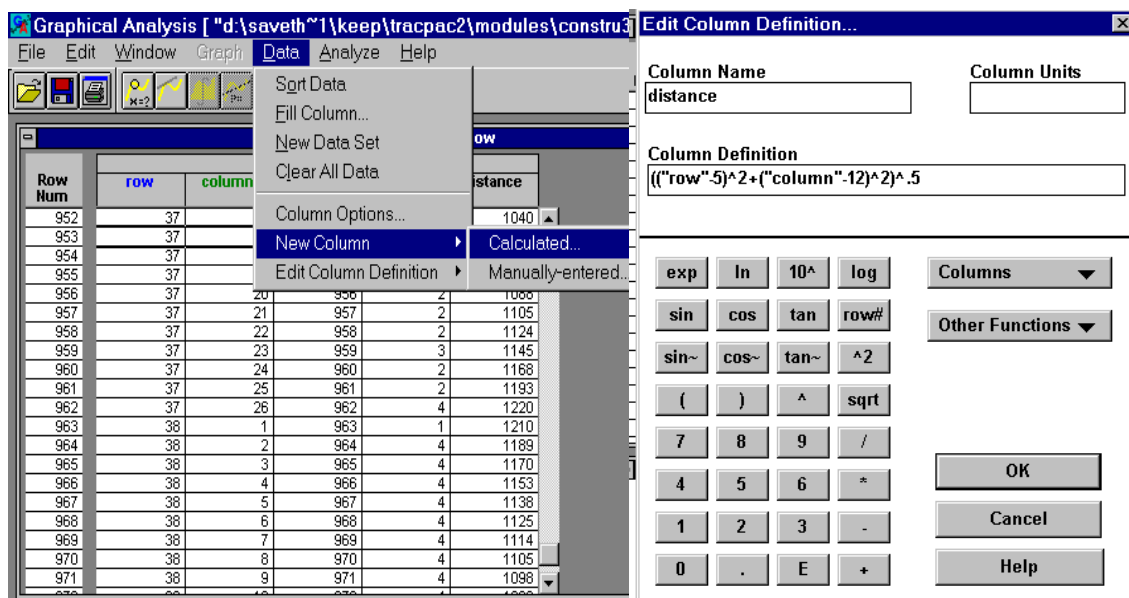 Graphical Analysis [ "d:\saveth~1\keep\tracpac2\modules\constru3
File Edit Window Graph Data Analyze Help
Sort Data
Fill Column...
New Data Set
Clear All Data
Column Options...
New Column
Edit Column Definition
Calculated...
Manually-entered..
x=?
ow
Row Num row column istance
952 37 1040
953 37
954 37
955 37
956 37 20 956 2 1088
957 37 21 957 2 1105
958 37 22 958 2 1124
959 37 23 959 3 1145
960 37 24 960 2 1168
961 37 25 961 2 1193
962 37 26 962 4 1220
963 38 1 963 1 1210
964 38 2 964 4 1189
965 38 3 965 4 1170
966 38 4 966 4 1153
967 38 5 967 4 1138
968 38 6 968 4 1125
969 38 7 969 4 1114
970 38 8 970 4 1105
971 38 9 971 4 1098
Edit Column Definition...
Column Name Column Units
distance
Column Definition
(("row"-5)^2+("column"-12)^2)^.5
exp ln 10^ log Columns
sin cos tan row# Other Functions
sin~ cos~ tan~ ^2
( ) ^ sqrt
7 8 9 /
4 5 6 * OK
1 2 3 - Cancel
0 . E + Help